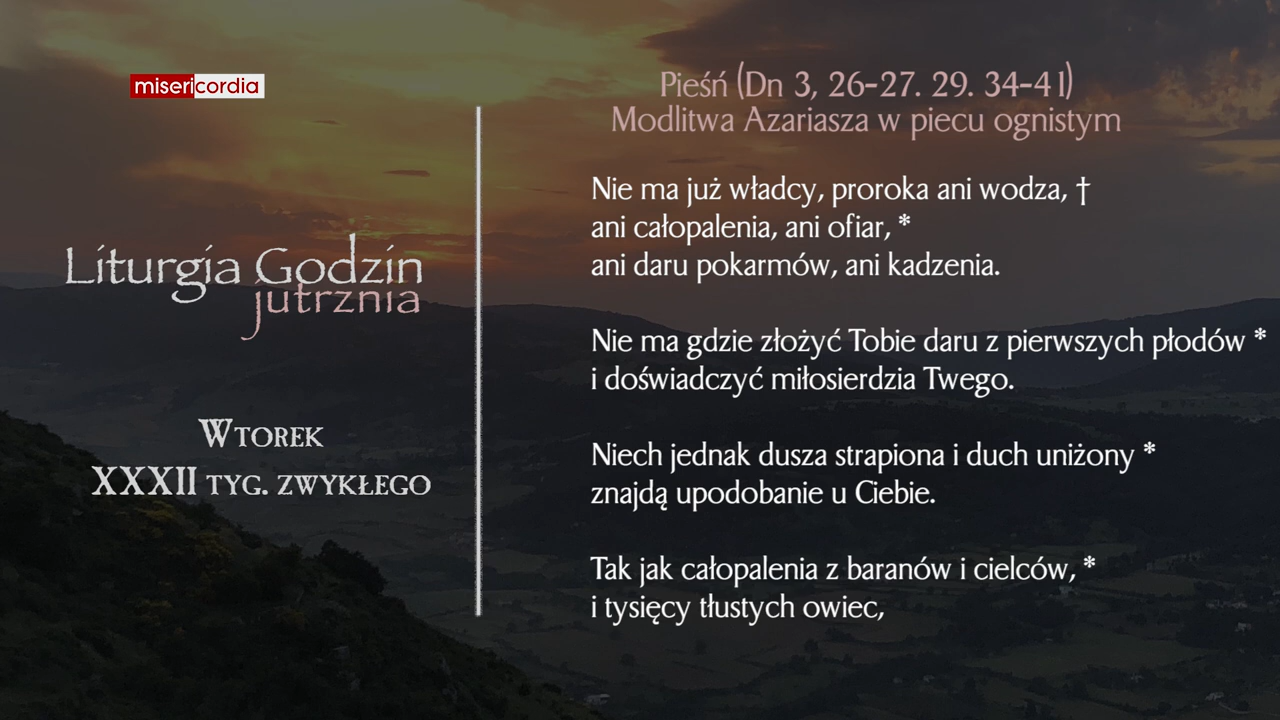 misericordia
Liturgia Godzin
jutrznia
Wtorek
XXXII tyg. zwykłego
Pieśń (Dn 3, 26-27. 29. 34-41)
Modlitwa Azariasza w piecu ognistym
Nie ma już władcy, proroka ani wodza, †
ani całopalenia, ani ofiar, *
ani daru pokarmów, ani kadzenia.
Nie ma gdzie złożyć Tobie daru z pierwszych płodów *
i doświadczyć miłosierdzia Twego.
Niech jednak dusza strapiona i duch uniżony *
znajdą upodobanie u Ciebie.
Tak jak całopalenia z baranów i cielców, *
i tysięcy tłustych owiec,